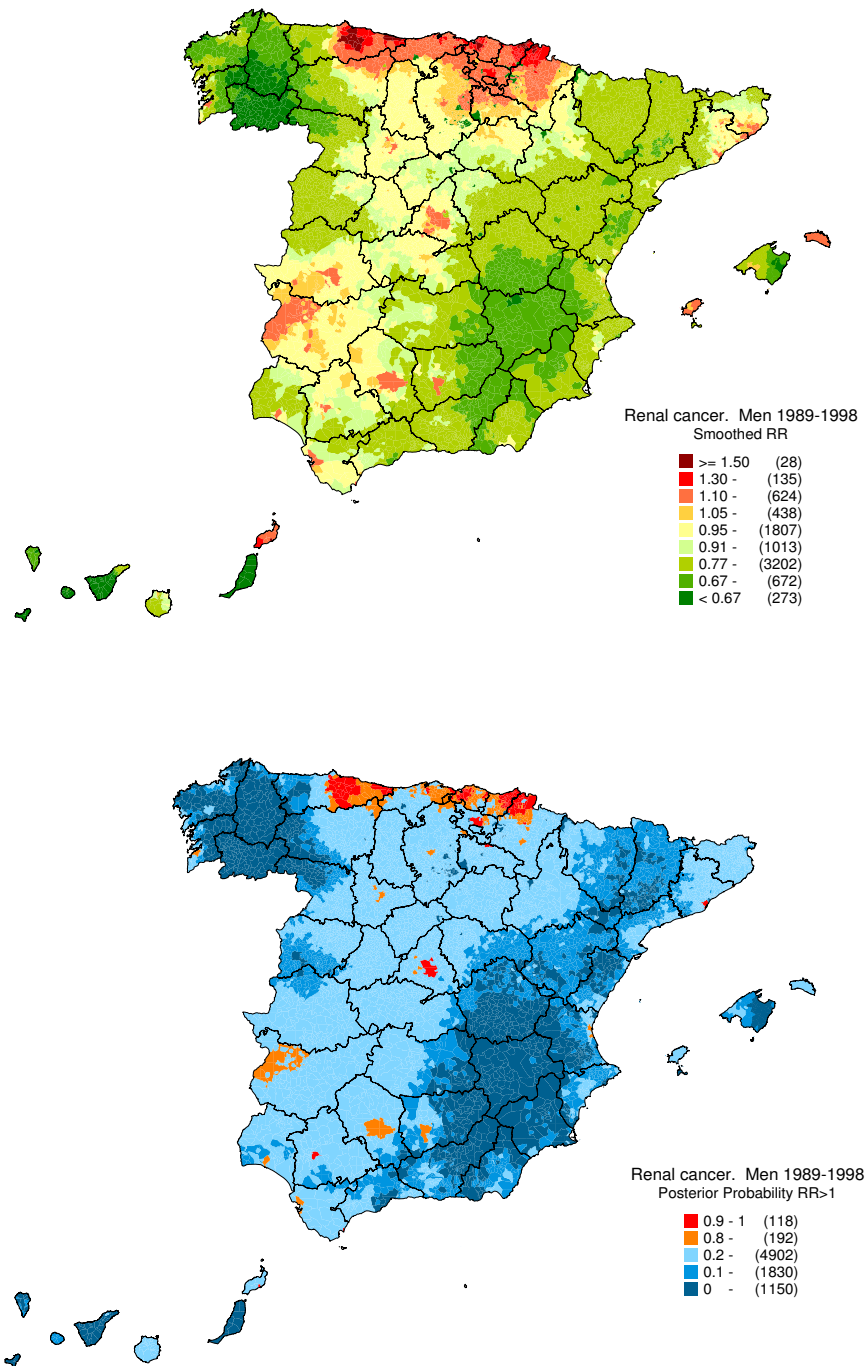 Renal cancer. Men 1989-1998
Smoothed RR
>= 1.50 (28)
1.30 - (135)
1.10 - (624)
1.05 - (438)
0.95 - (1807)
0.91 - (1013)
0.77 - (3202)
0.67 - (672)
< 0.67 (273)
Renal cancer. Men 1989-1998
Posterior Probability RR>1
0.9 - 1 (118)
0.8 - (192)
0.2 - (4902)
0.1 - (1830)
0 - (1150)